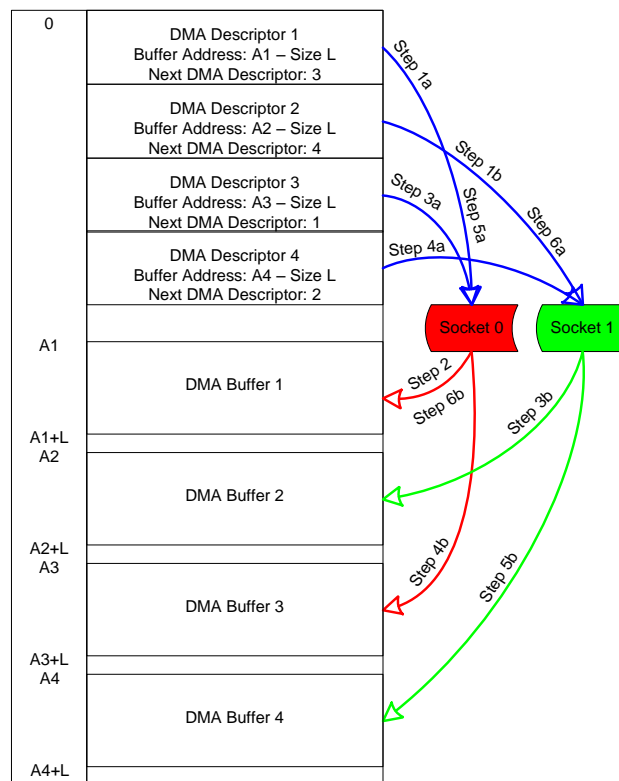 0
DMA Descriptor 1
Buffer Address: A1 – Size L
Next DMA Descriptor: 3
DMA Descriptor 2
Buffer Address: A2 – Size L
Next DMA Descriptor: 4
DMA Descriptor 3
Buffer Address: A3 – Size L
Next DMA Descriptor: 1
DMA Descriptor 4
Buffer Address: A4 – Size L
Next DMA Descriptor: 2
Step 1a
Step 1b
Step 3a
Step 5a
Step 6a
Step 4a
Socket 0
Socket 1
A1
DMA Buffer 1
A1+L
A2
DMA Buffer 2
A2+L
A3
DMA Buffer 3
A3+L
A4
DMA Buffer 4
A4+L
Step 2
Step 6b
Step 3b
Step 4b
Step 5b